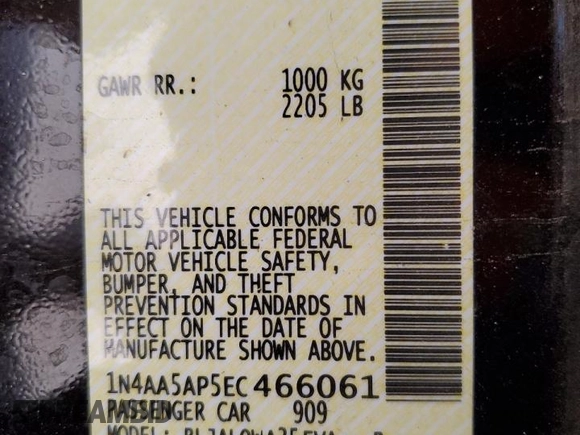 GAWR RR.: 1000 KG
2205 LB
THIS VEHICLE CONFORMS TO
ALL APPLICABLE FEDERAL
MOTOR VEHICLE SAFETY,
BUMPER, AND THEFT
PREVENTION STANDARDS IN
EFFECT ON THE DATE OF
MANUFACTURE SHOWN ABOVE.
1N4AA5AP5EC466061
PASSENGER CAR 909
MODEL: